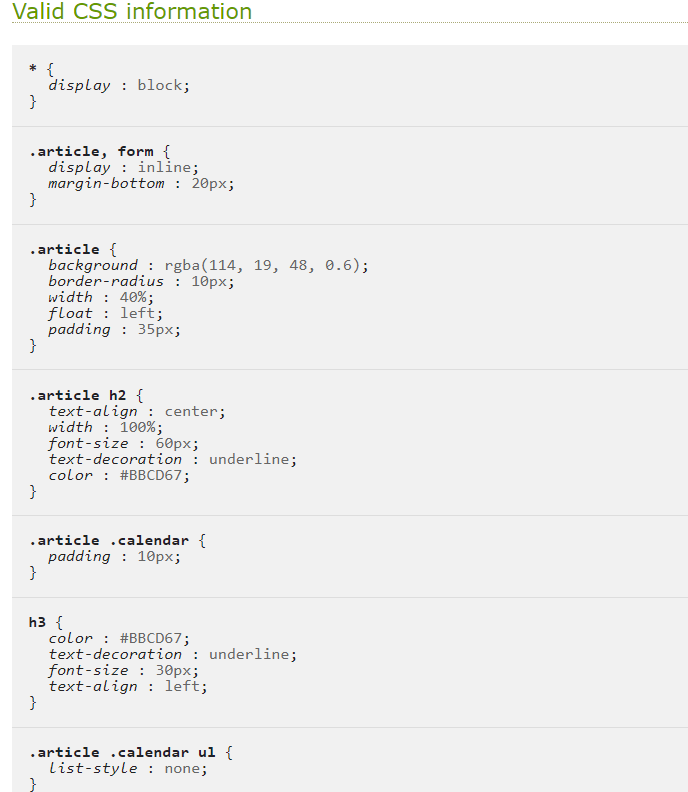 Valid CSS information
* {
display : block;
}
.article, form {
display : inline;
margin-bottom : 20px;
}
.article {
background : rgba(114, 19, 48, 0.6);
border-radius : 10px;
width : 40%;
float : left;
padding : 35px;
}
.article h2 {
text-align : center;
width : 100%;
font-size : 60px;
text-decoration : underline;
color : #BBCD67;
}
.article .calendar {
padding : 10px;
}
h3 {
color : #BBCD67;
text-decoration : underline;
font-size : 30px;
text-align : left;
}
.article .calendar ul {
list-style : none;
}